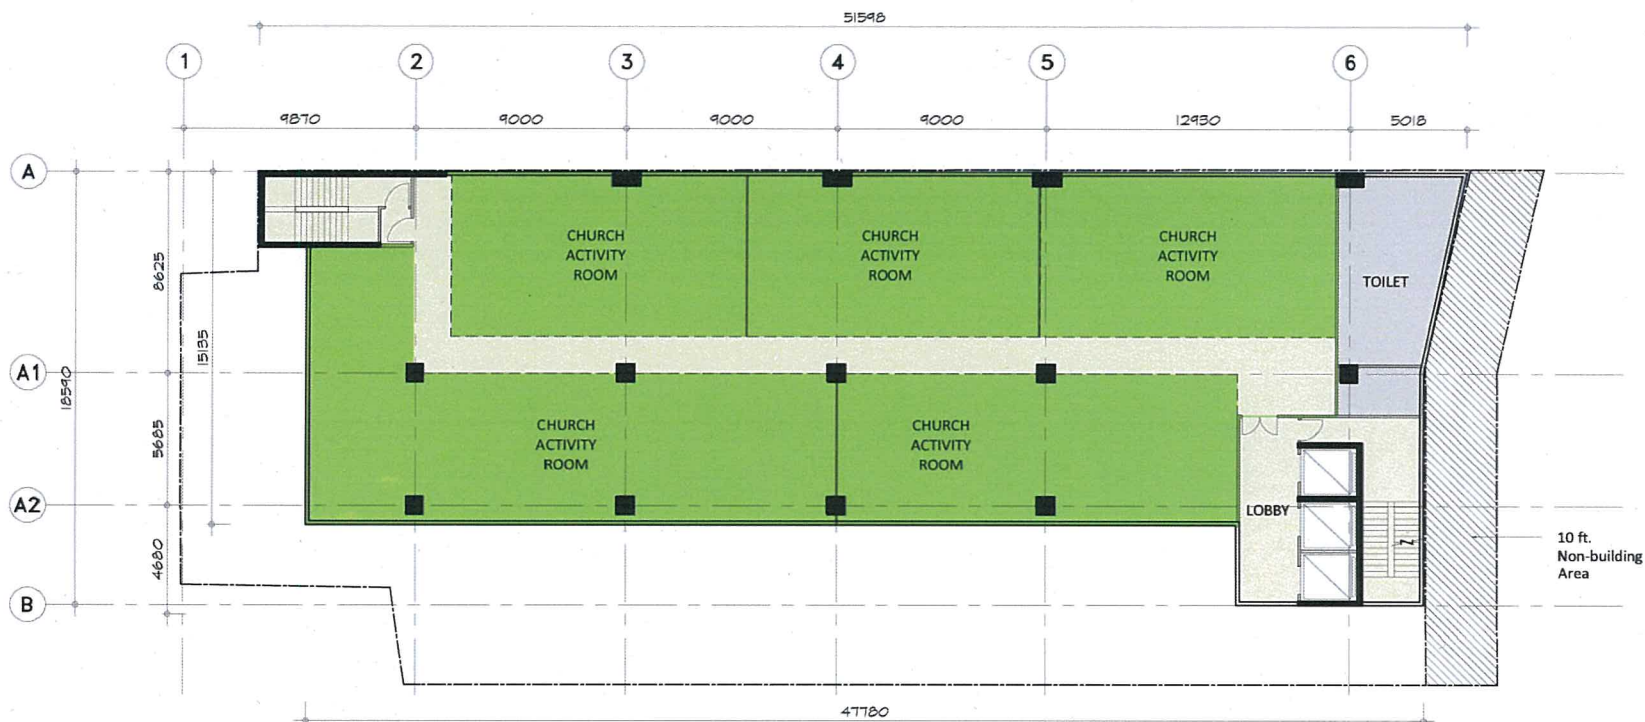 51598
1
2
3
4
5
6
9870
9000
9000
9000
12930
5018
A
A1
A2
B
8625
15135
18590
5685
4680
CHURCH
ACTIVITY
ROOM
CHURCH
ACTIVITY
ROOM
CHURCH
ACTIVITY
ROOM
TOILET
CHURCH
ACTIVITY
ROOM
CHURCH
ACTIVITY
ROOM
LOBBY
10 ft.
Non-building
Area
47780